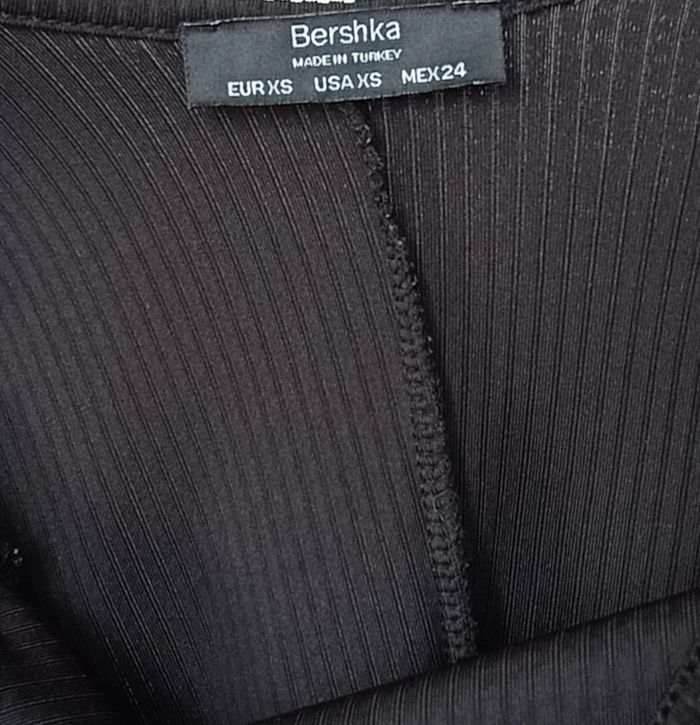 Bershka
MADE IN TURKEY
EUR XS USA XS MEX 24